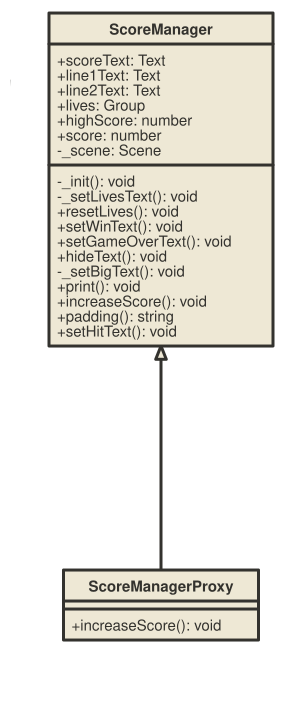 ScoreManager
+scoreText: Text
+line1Text: Text
+line2Text: Text
+lives: Group
+highScore: number
+score: number
-_scene: Scene
-_init(): void
-_setLivesText(): void
+resetLives(): void
+setWinText(): void
+setGameOverText(): void
+hideText(): void
-_setBigText(): void
+print(): void
+increaseScore(): void
+padding(): string
+setHitText(): void
ScoreManagerProxy
+increaseScore(): void